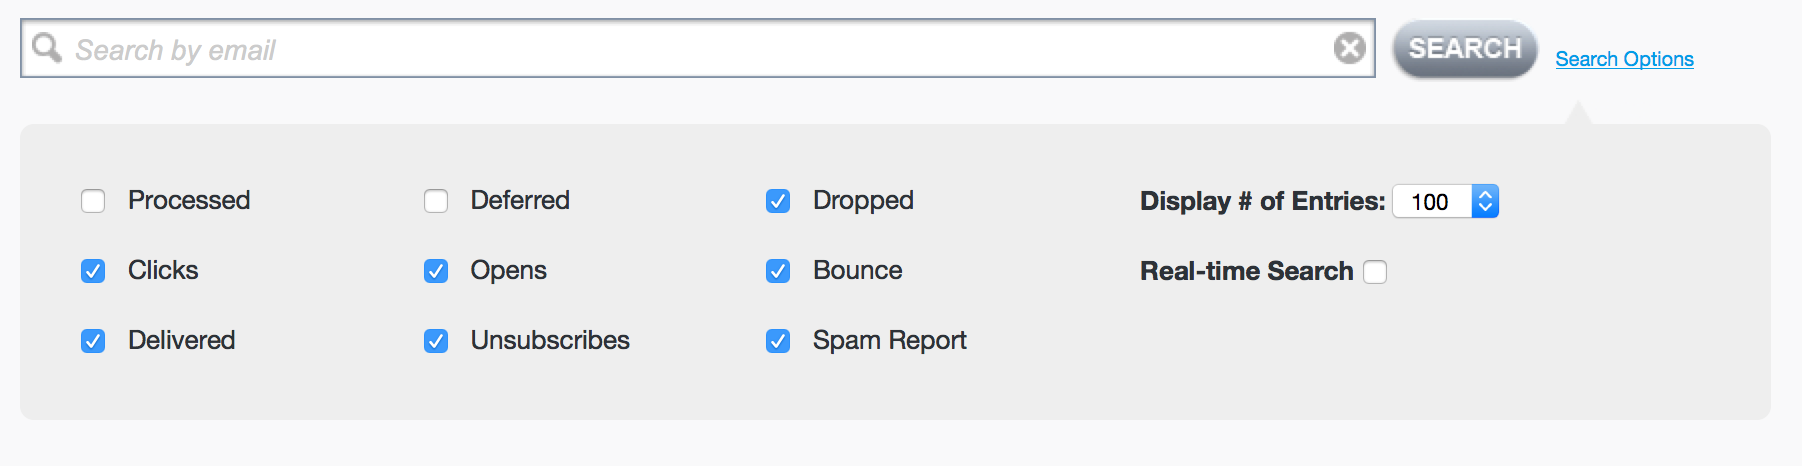 Search by email SEARCH Search Options
Processed Deferred Dropped Display # of Entries: 100
Clicks Opens Bounce Real-time Search
Delivered Unsubscribes Spam Report